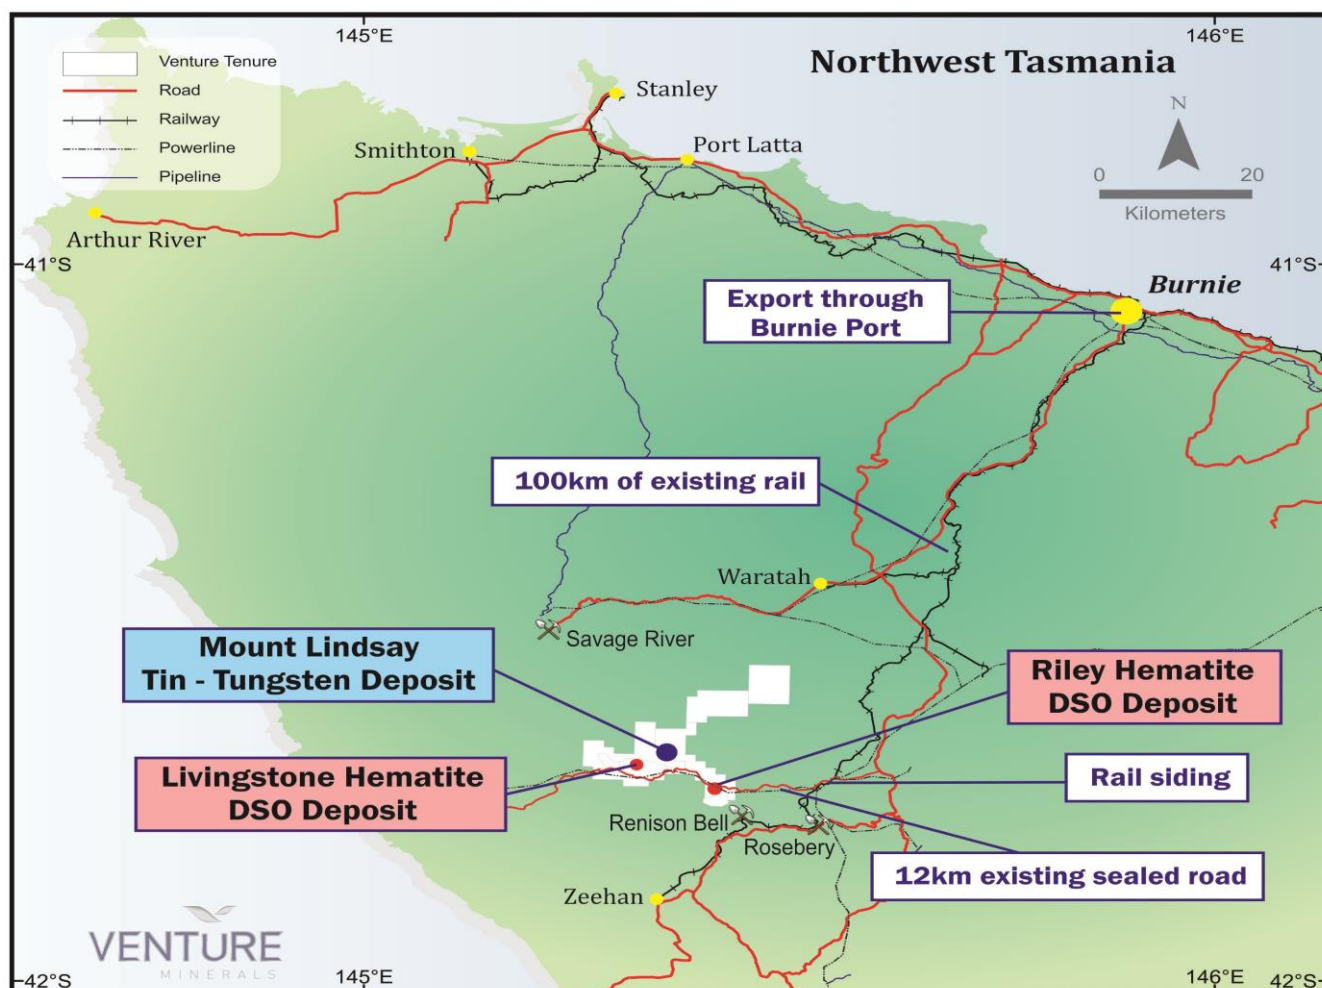 145°E
146°E
Northwest Tasmania
Venture Tenure
Road
Railway
Powerline
Pipeline
Stanley
Smithton
Port Latta
N
0 20
Kilometers
Arthur River
41°S
41°S
Burnie
Export through
Burnie Port
100km of existing rail
Waratah
Savage River
Mount Lindsay
Tin - Tungsten Deposit
Riley Hematite
DSO Deposit
Livingstone Hematite
DSO Deposit
Rail siding
Renison Bell
Rosebery
12km existing sealed road
Zeehan
VENTURE
MINERALS
42°S
145°E
146°E
42°S